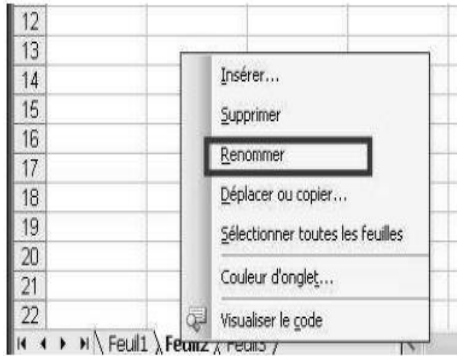 12
13
14
Insérer...
15
Supprimer
16
Renommer
17
18
Déplacer ou copier...
19
Sélectionner toutes les feuilles
20
21
Couleur d'onglet...
22
Visualiser le code
Feuil1 Feuil2 Feuil3